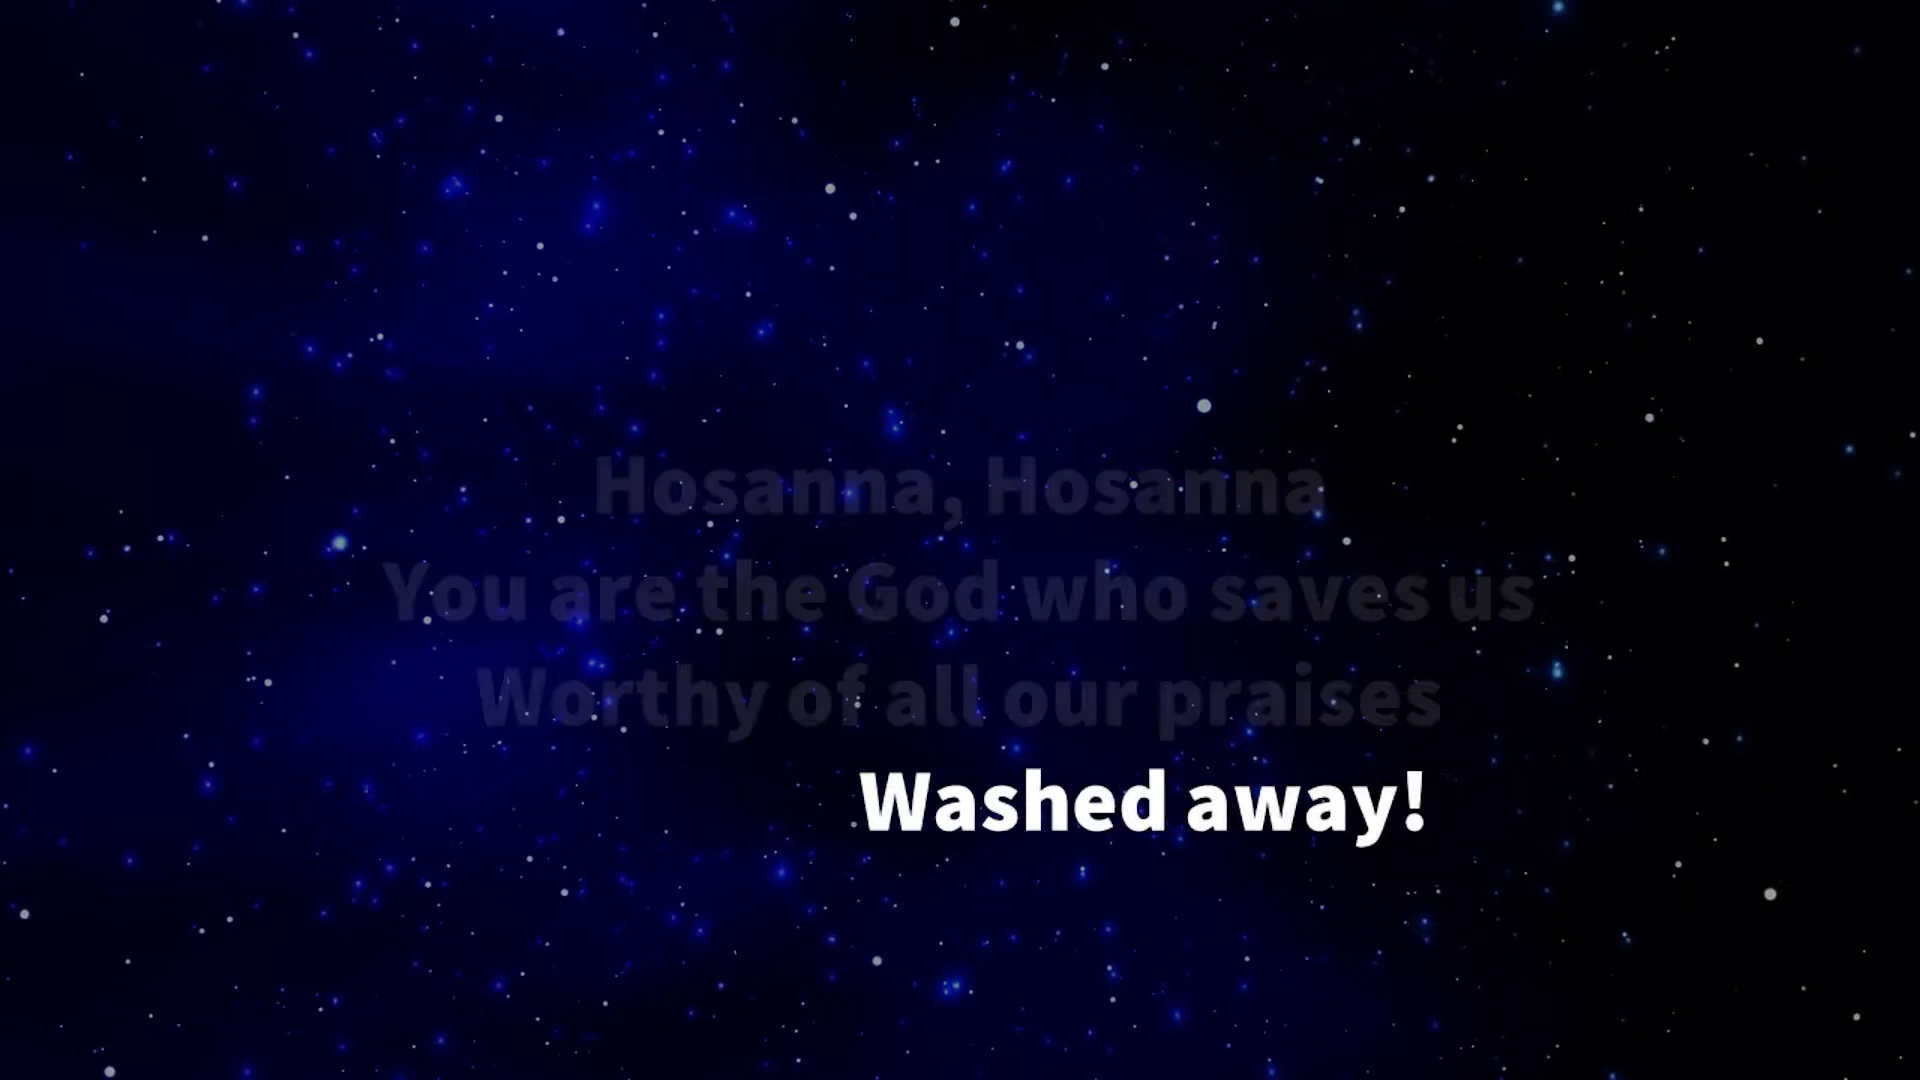 Hosanna, Hosanna
You are the God who saves us
Worthy of all our praises
Washed away!